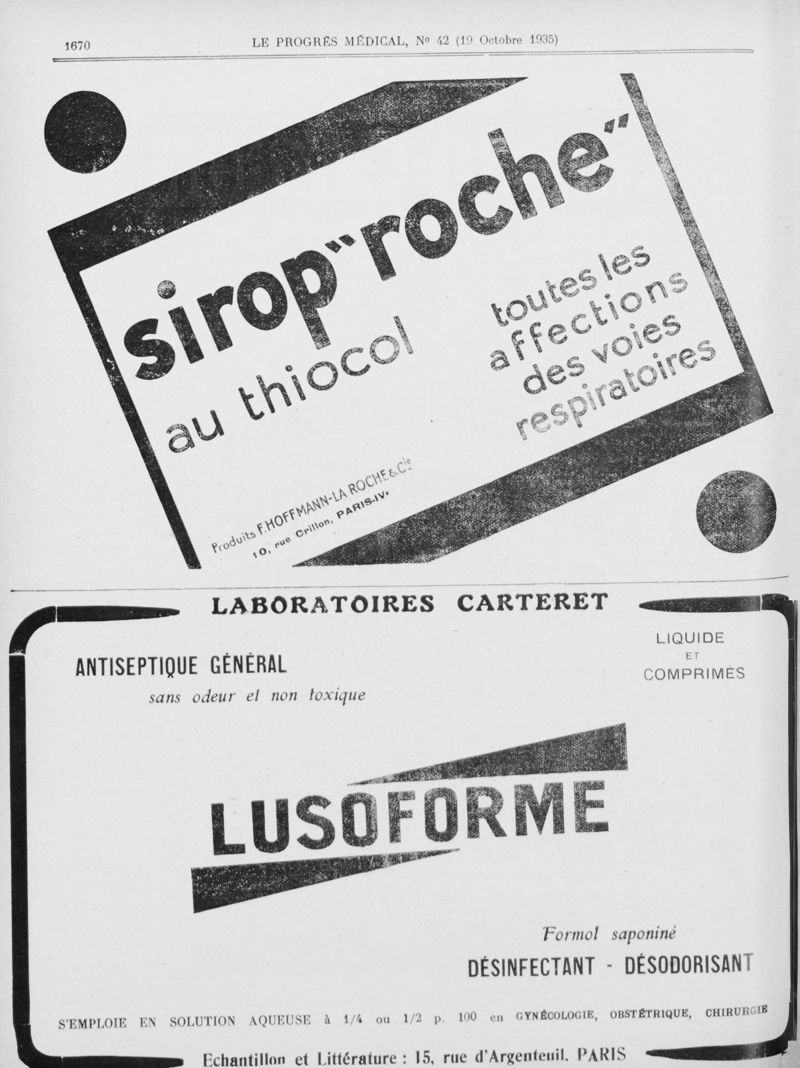 1670
LE PROGRÈS MÉDICAL, Nº 42 (19 Octobre 1935)
sirop "roche"
au thiocol
toutes les
affections
des voies
respiratoires
Produits F. HOFFMANN-LA ROCHE & Cie
10, rue Crillon, PARIS-IVe
LABORATOIRES CARTERET
ANTISEPTIQUE GÉNÉRAL
sans odeur et non toxique
LIQUIDE
ET
COMPRIMÉS
LUSOFORME
Formol saponiné
DÉSINFECTANT - DÉSODORISANT
S'EMPLOIE EN SOLUTION AQUEUSE à 1/4 ou 1/2 p. 100 en GYNÉCOLOGIE, OBSTÉTRIQUE, CHIRURGIE
Echantillon et Littérature : 15, rue d'Argenteuil. PARIS